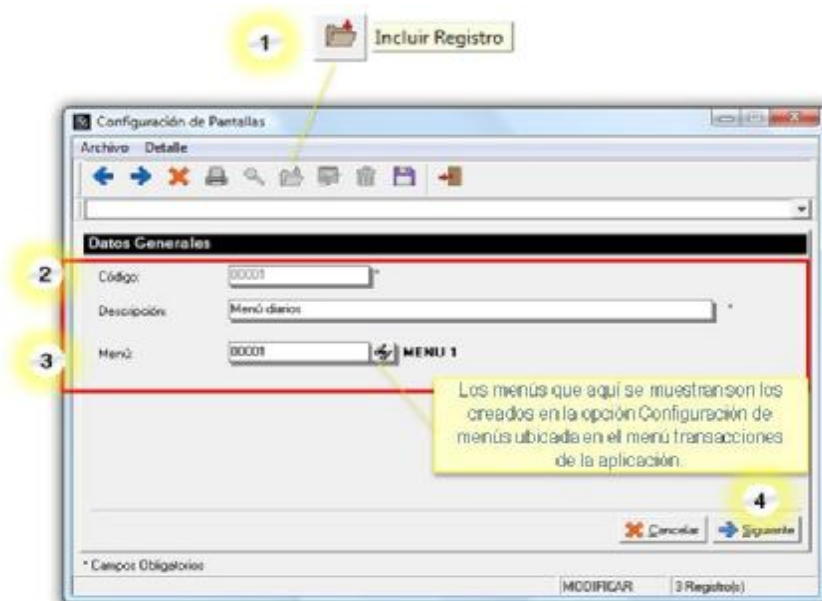 1
Incluir Registro
Configuración de Pantallas
Archivo Detalle
Datos Generales
2
Código:
00001
*
Descripción:
Menú diarios
*
3
Menú:
00001
MENU 1
Los menús que aquí se muestran son los
creados en la opción Configuración de
menús ubicada en el menú transacciones
de la aplicación.
4
Cancelar
Siguiente
* Campos Obligatorios
MODIFICAR
3 Registro(s)